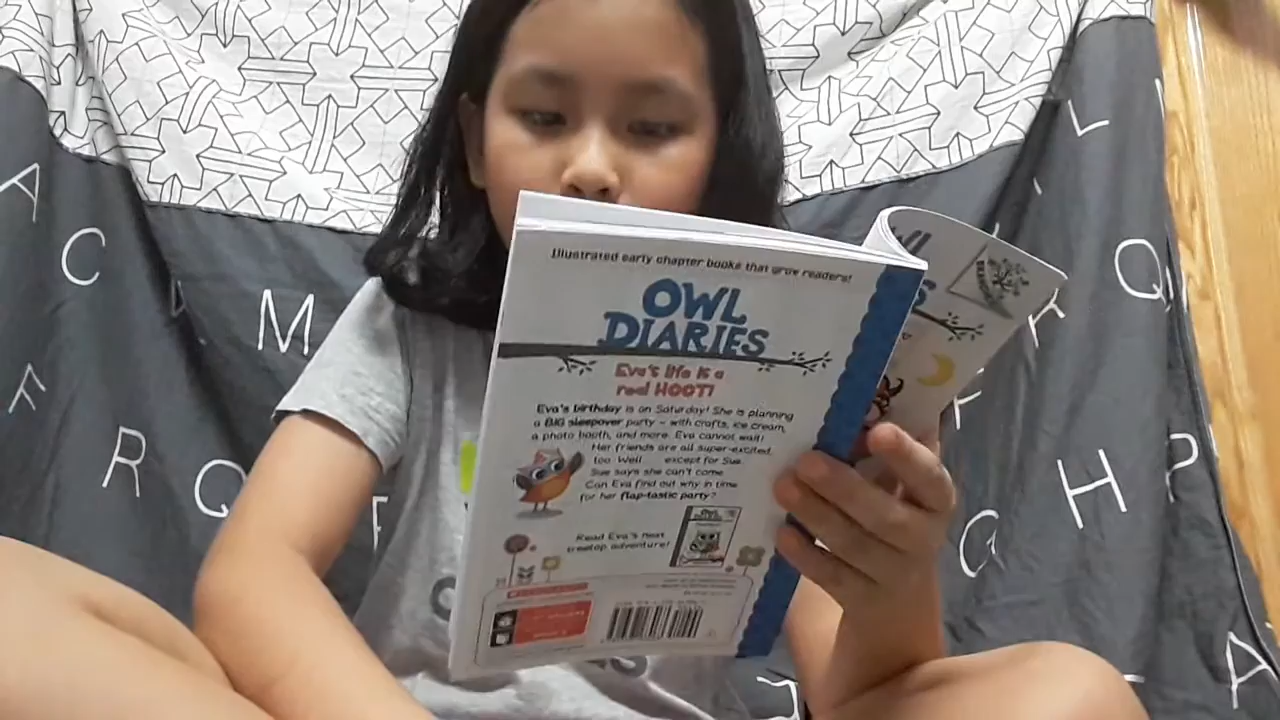 Illustrated early chapter books that grow readers!
OWL
DIARIES
Eva's life is a
real HOOT!
Eva's birthday is on Saturday! She is planning
a BIG sleepover party – with crafts, ice cream,
a photo booth, and more. Eva cannot wait!
Her friends are all super-excited,
too. Well... except for Sue.
Sue says she can't come.
Can Eva find out why in time
for her flap-tastic party?
Read Eva's next
treetop adventure!
OWL
A
C
M
F
R
Q
L
Q
R
H
G
A